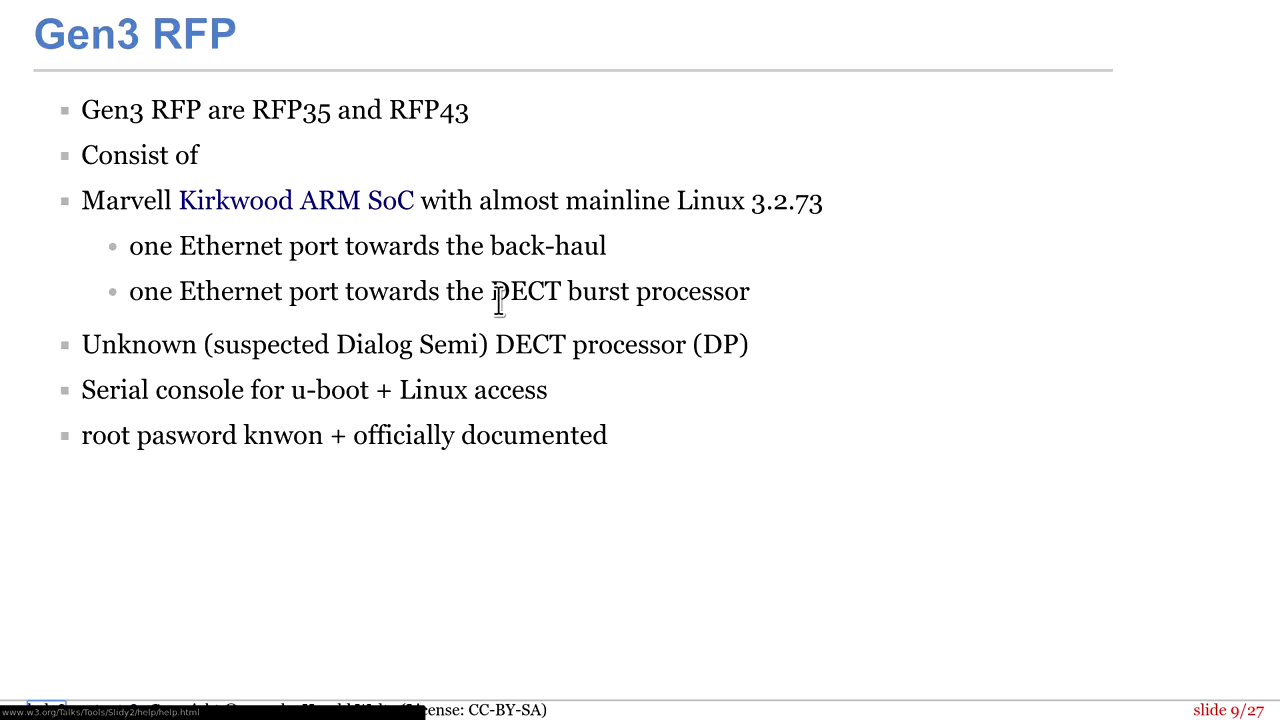 Gen3 RFP
Gen3 RFP are RFP35 and RFP43
Consist of
Marvell Kirkwood ARM SoC with almost mainline Linux 3.2.73
one Ethernet port towards the back-haul
one Ethernet port towards the DECT burst processor
Unknown (suspected Dialog Semi) DECT processor (DP)
Serial console for u-boot + Linux access
root pasword knwon + officially documented
(License: CC-BY-SA)
slide 9/27
www.w3.org/Talks/Tools/Slidy2/help/help.html